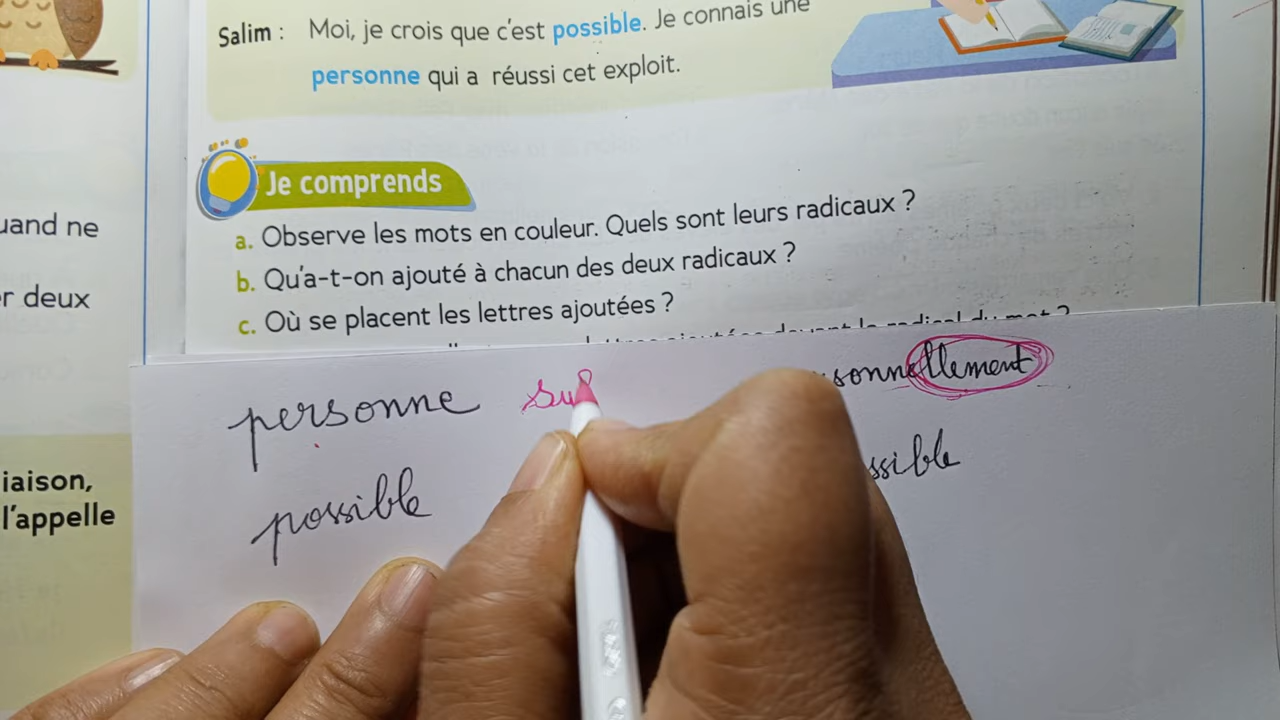 Salim : Moi, je crois que c'est possible. Je connais une
personne qui a réussi cet exploit.
Je comprends
a. Observe les mots en couleur. Quels sont leurs radicaux ?
b. Qu'a-t-on ajouté à chacun des deux radicaux ?
c. Où se placent les lettres ajoutées ?
uand ne
r deux
iaison,
l'appelle
personne su sonnellement
possible ssible